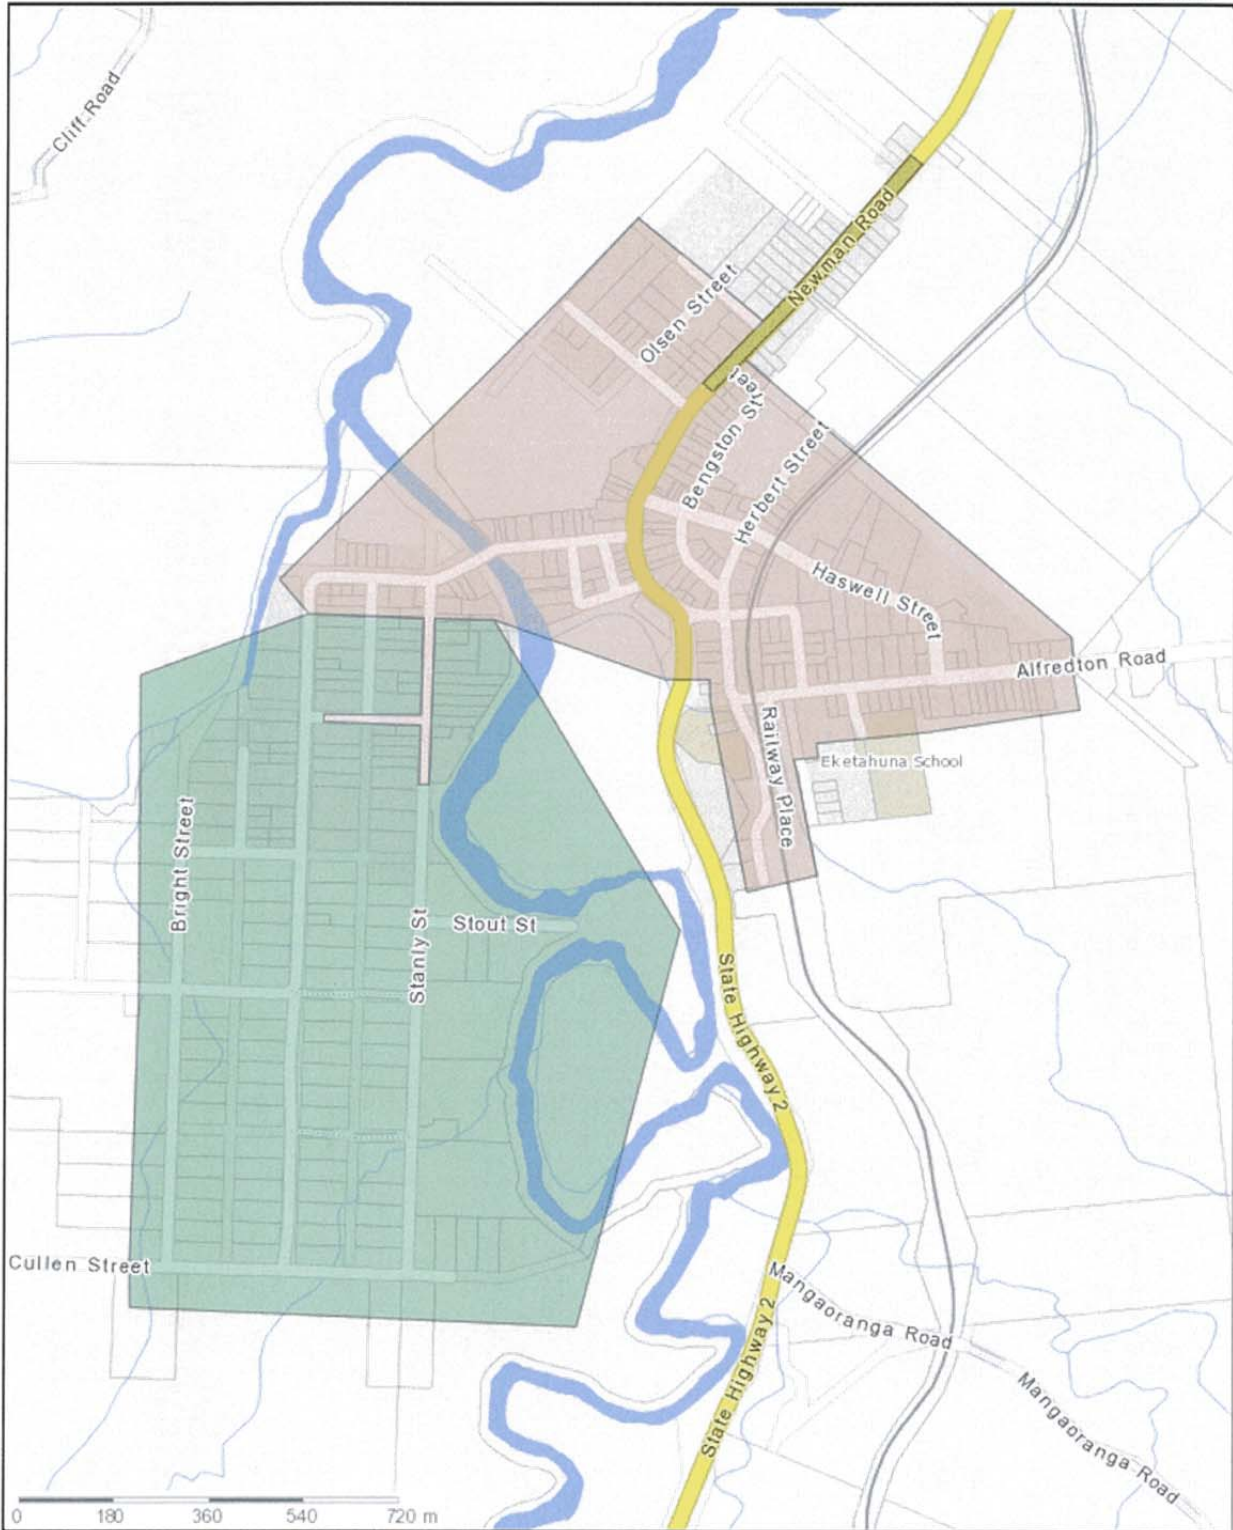 Cliff Road
Newman Road
Olsen Street
Bengston Street
Herbert Street
Haswell Street
Alfredton Road
Railway Place
Eketahuna School
Bright Street
Stanly St
Stout St
State Highway 2
Cullen Street
Mangaoranga Road
State Highway 2
Mangaoranga Road
0 180 360 540 720 m